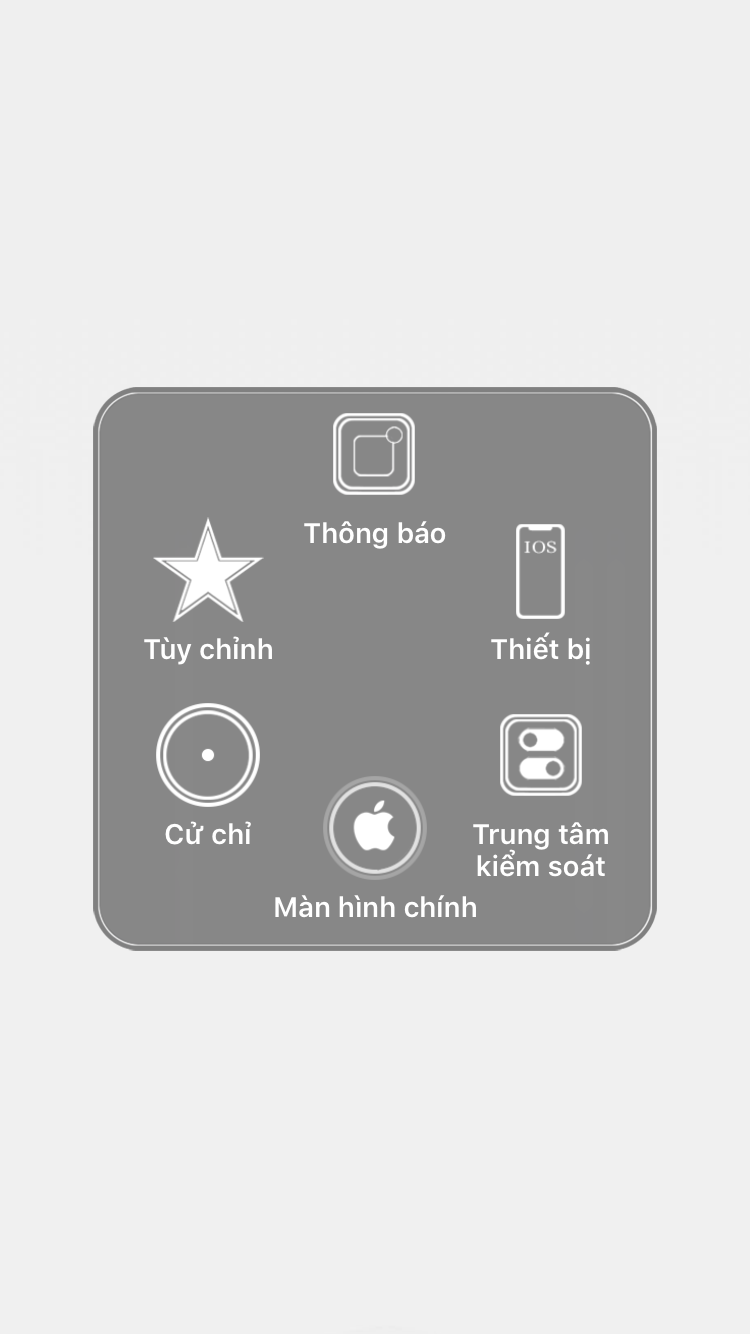 Thông báo
IOS
Tùy chỉnh
Thiết bị
Cử chỉ
Trung tâm
kiểm soát
Màn hình chính